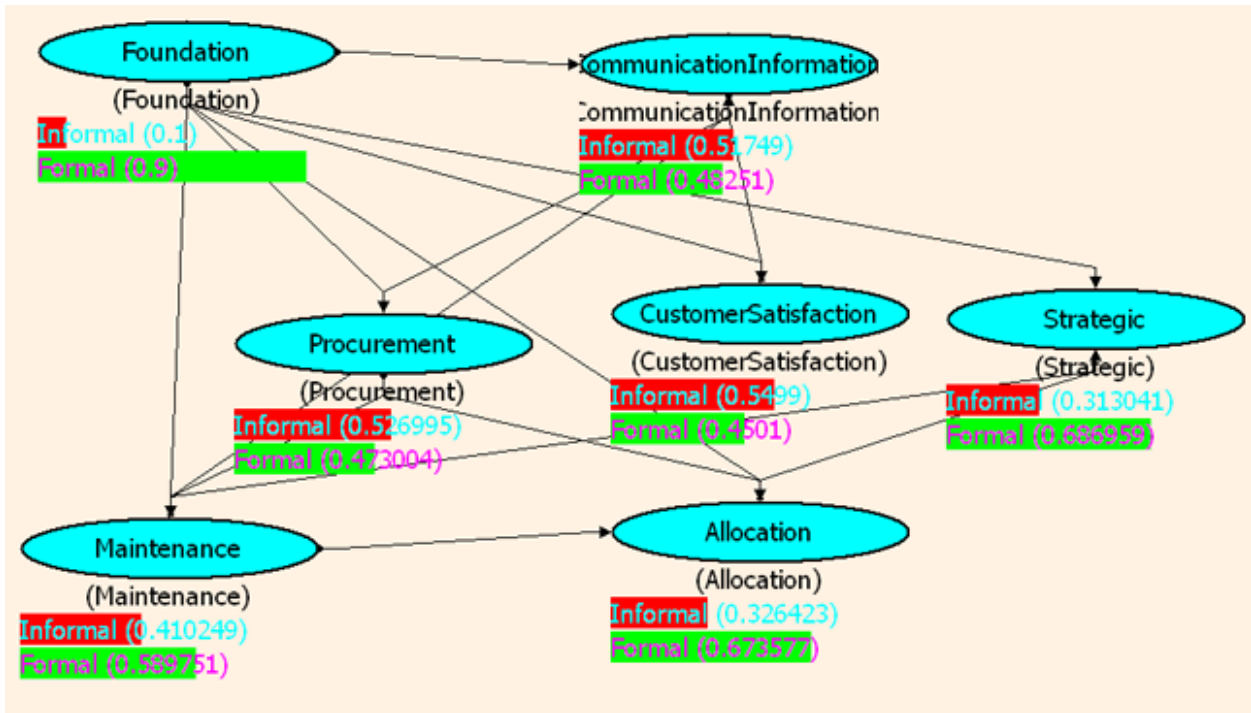 Foundation
(Foundation)
Informal (0.1)
Formal (0.9)
CommunicationInformation
CommunicationInformation
Informal (0.51749)
Formal (0.48251)
Procurement
(Procurement)
Informal (0.526995)
Formal (0.473004)
CustomerSatisfaction
(CustomerSatisfaction)
Informal (0.5499)
Formal (0.4501)
Strategic
(Strategic)
Informal (0.313041)
Formal (0.686959)
Maintenance
(Maintenance)
Informal (0.410249)
Formal (0.589751)
Allocation
(Allocation)
Informal (0.326423)
Formal (0.673577)